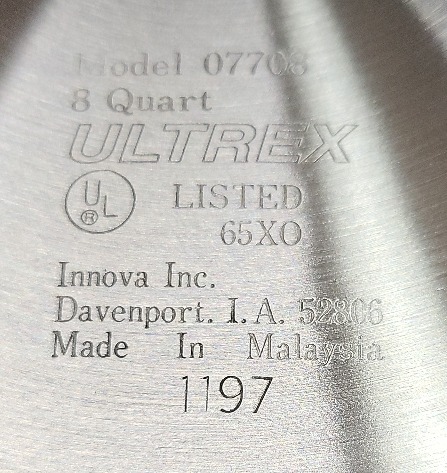 Model 07708
8 Quart
ULTREX
UL® LISTED
65XO
Innova Inc.
Davenport. I.A. 52806
Made In Malaysia
1197